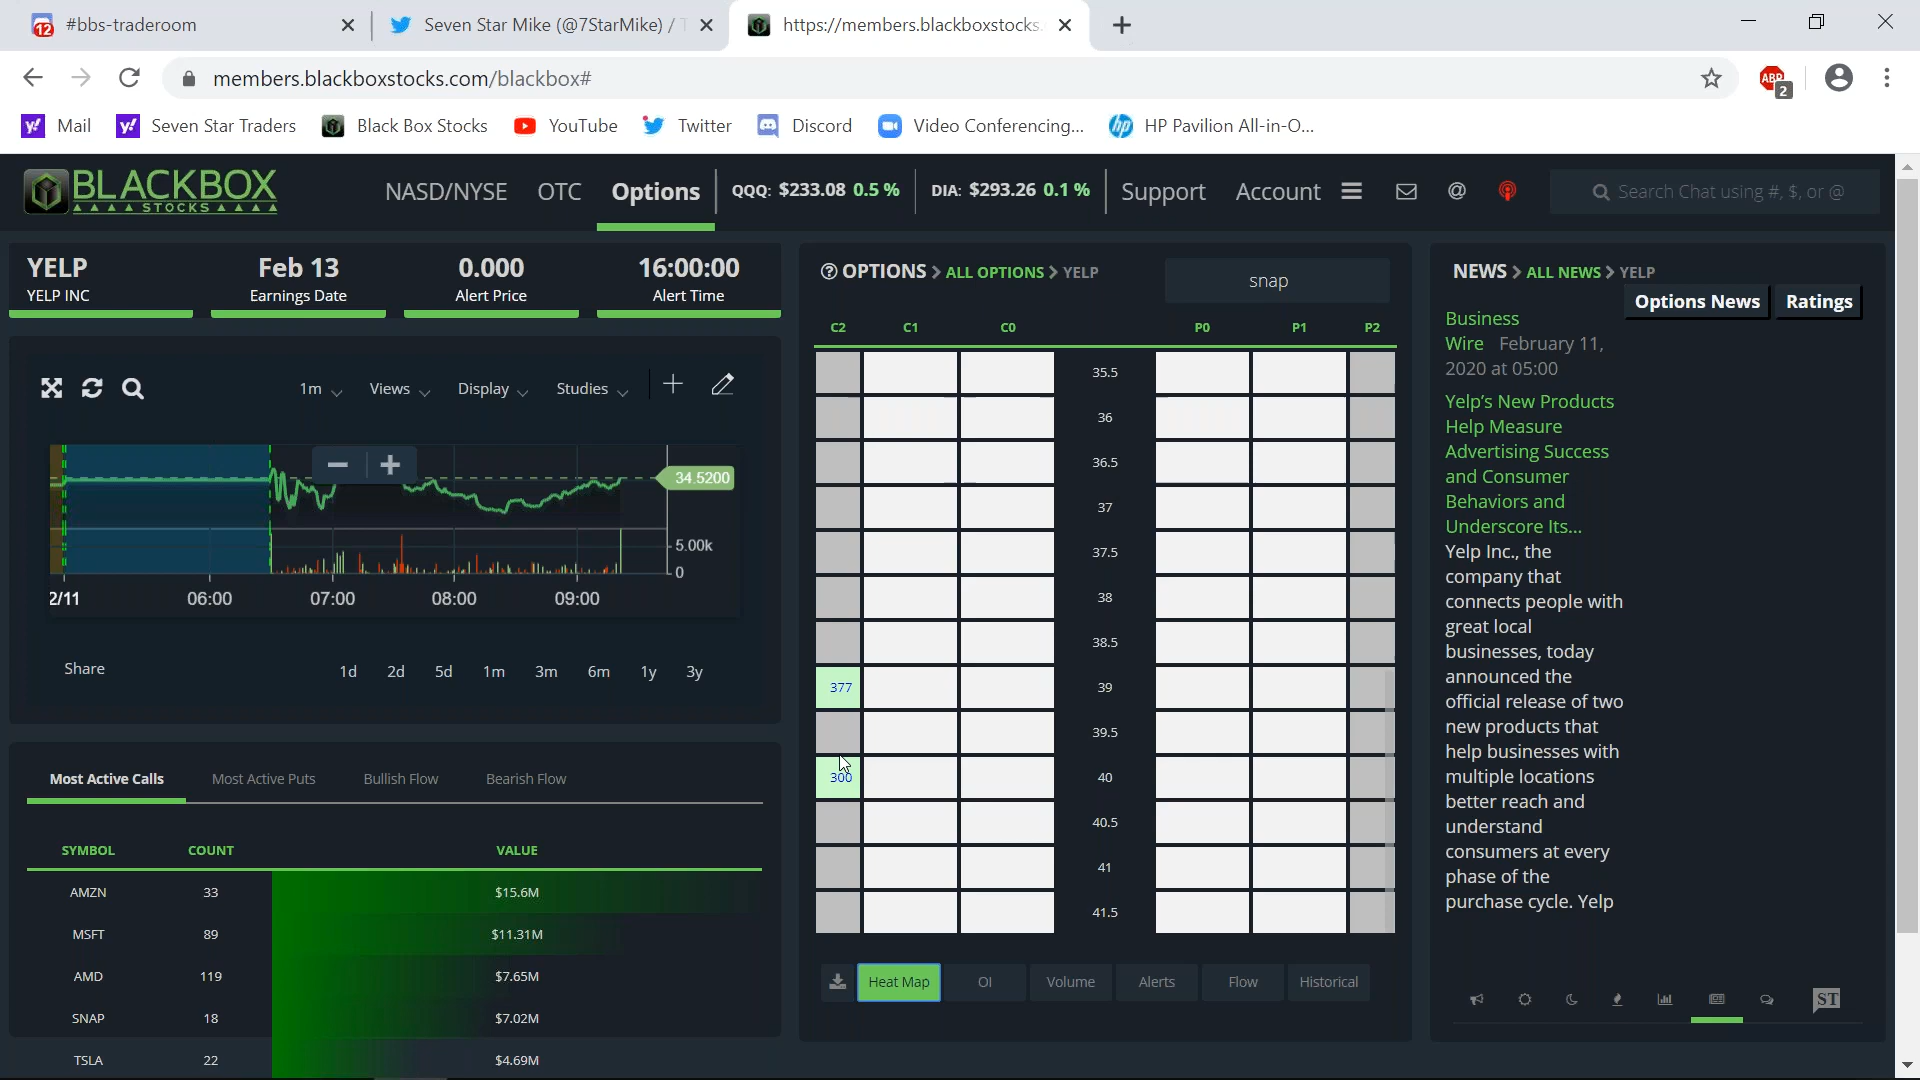 12 #bbs-traderoom
Seven Star Mike (@7StarMike) / T
https://members.blackboxstocks.
members.blackboxstocks.com/blackbox#
ABP
2
Mail
Seven Star Traders
Black Box Stocks
YouTube
Twitter
Discord
Video Conferencing...
HP Pavilion All-in-O...
BLACKBOX
STOCKS
NASD/NYSE
OTC
Options
QQQ: $233.08 0.5 %
DIA: $293.26 0.1 %
Support
Account
@
Search Chat using #, $, or @
YELP
YELP INC
Feb 13
Earnings Date
0.000
Alert Price
16:00:00
Alert Time
1m
Views
Display
Studies
34.5200
5.00k
0
2/11
06:00
07:00
08:00
09:00
Share
1d
2d
5d
1m
3m
6m
1y
3y
Most Active Calls
Most Active Puts
Bullish Flow
Bearish Flow
SYMBOL COUNT VALUE
AMZN 33 $15.6M
MSFT 89 $11.31M
AMD 119 $7.65M
SNAP 18 $7.02M
TSLA 22 $4.69M
? OPTIONS > ALL OPTIONS > YELP
snap
C2 C1 C0 P0 P1 P2
35.5
36
36.5
37
37.5
38
38.5
377 39
39.5
300 40
40.5
41
41.5
Heat Map
OI
Volume
Alerts
Flow
Historical
NEWS > ALL NEWS > YELP
Options News
Ratings
Business
Wire February 11,
2020 at 05:00
Yelp's New Products
Help Measure
Advertising Success
and Consumer
Behaviors and
Underscore Its...
Yelp Inc., the
company that
connects people with
great local
businesses, today
announced the
official release of two
new products that
help businesses with
multiple locations
better reach and
understand
consumers at every
phase of the
purchase cycle. Yelp
ST